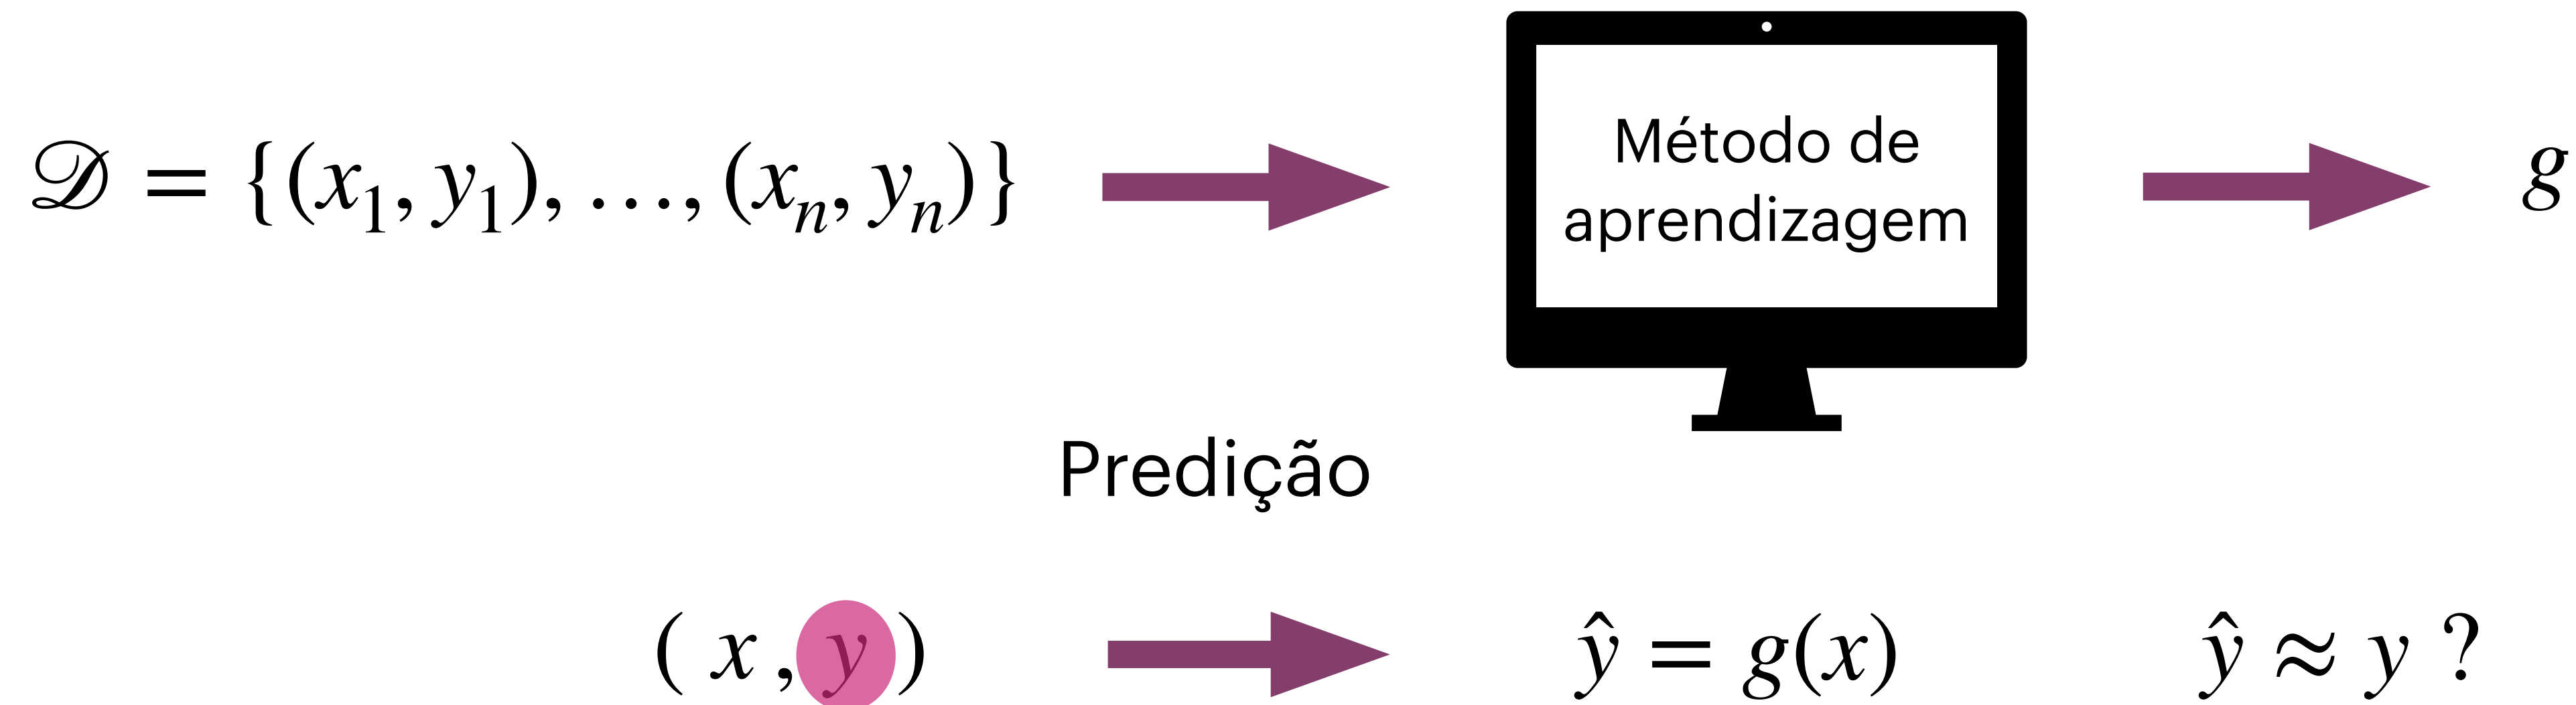 𝒟 = {(x₁, y₁), …, (xₙ, yₙ)}
Método de
aprendizagem
g
Predição
( x , y )
ŷ = g(x)
ŷ ≈ y ?